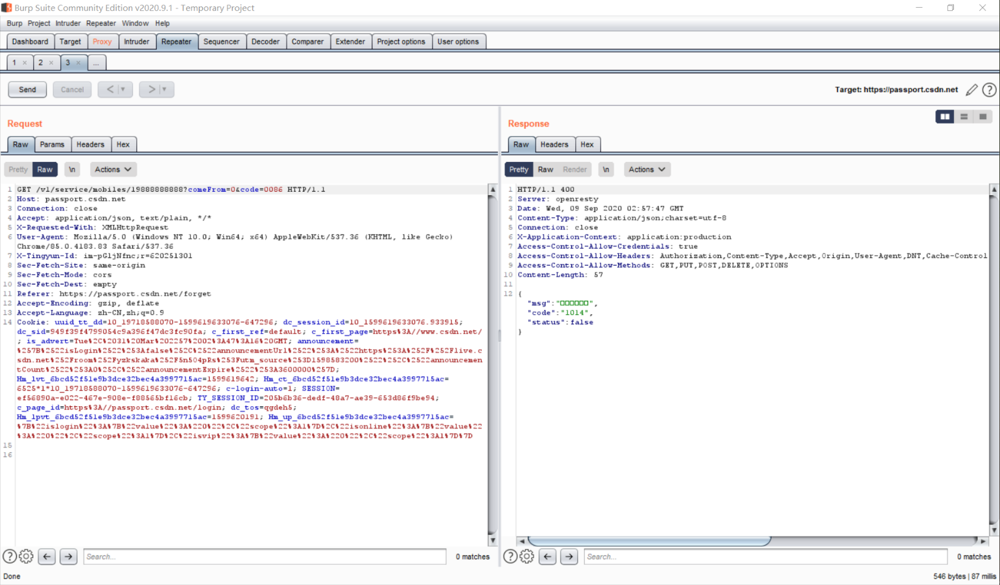 Burp Suite Community Edition v2020.9.1 - Temporary Project
Burp Project Intruder Repeater Window Help
Dashboard Target Proxy Intruder Repeater Sequencer Decoder Comparer Extender Project options User options
1 × 2 × 3 × ...
Send Cancel < > Target: https://passport.csdn.net
Request
Raw Params Headers Hex
Pretty Raw \n Actions
1 GET /v1/service/mobiles/19888888888?comeFrom=0&code=0086 HTTP/1.1
2 Host: passport.csdn.net
3 Connection: close
4 Accept: application/json, text/plain, */*
5 X-Requested-With: XMLHttpRequest
6 User-Agent: Mozilla/5.0 (Windows NT 10.0; Win64; x64) AppleWebKit/537.36 (KHTML, like Gecko)
Chrome/85.0.4183.83 Safari/537.36
7 X-Tingyun-Id: im-pGljNfnc;r=620251301
8 Sec-Fetch-Site: same-origin
9 Sec-Fetch-Mode: cors
10 Sec-Fetch-Dest: empty
11 Referer: https://passport.csdn.net/forget
12 Accept-Encoding: gzip, deflate
13 Accept-Language: zh-CN,zh;q=0.9
14 Cookie: uuid_tt_dd=10_19718588070-1599619633076-647296; dc_session_id=10_1599619633076.933915;
dc_sid=949f39f4799054c9a396f47dc3fc90fa; c_first_ref=default; c_first_page=https%3A//www.csdn.net/
; is_advert=Tue%2C%2031%20Mar%202257%2002%3A47%3A16%20GMT; announcement=
%257B%2522isLogin%2522%253Afalse%252C%2522announcementUrl%2522%253A%2522https%253A%252F%252Flive.c
sdn.net%252Froom%252Fyzkskaka%252F5n504pRs%253Futm_source%253D1598583200%2522%252C%2522announcemen
tCount%2522%253A0%252C%2522announcementExpire%2522%253A3600000%257D;
Hm_lvt_6bcd52f51e9b3dce32bec4a3997715ac=1599619642; Hm_ct_6bcd52f51e9b3dce32bec4a3997715ac=
6525*1*10_19718588070-1599619633076-647296; c-login-auto=1; SESSION=
ef56890a-e022-467e-908e-f88565bf16cb; TY_SESSION_ID=205b6b36-dedf-48a7-ae39-653d86f9be94;
c_page_id=https%3A//passport.csdn.net/login; dc_tos=qgdeh5;
Hm_lpvt_6bcd52f51e9b3dce32bec4a3997715ac=1599620191; Hm_up_6bcd52f51e9b3dce32bec4a3997715ac=
%7B%22islogin%22%3A%7B%22value%22%3A%220%22%2C%22scope%22%3A1%7D%2C%22isonline%22%3A%7B%22value%22
%3A%220%22%2C%22scope%22%3A1%7D%2C%22isvip%22%3A%7B%22value%22%3A%220%22%2C%22scope%22%3A1%7D%7D
15
16
Search... 0 matches
Response
Raw Headers Hex
Pretty Raw Render \n Actions
1 HTTP/1.1 400
2 Server: openresty
3 Date: Wed, 09 Sep 2020 02:57:47 GMT
4 Content-Type: application/json;charset=utf-8
5 Connection: close
6 X-Application-Context: application:production
7 Access-Control-Allow-Credentials: true
8 Access-Control-Allow-Headers: Authorization,Content-Type,Accept,Origin,User-Agent,DNT,Cache-Control
9 Access-Control-Allow-Methods: GET,PUT,POST,DELETE,OPTIONS
10 Content-Length: 57
11
12 {
"msg":"□□□□□□",
"code":"1014",
"status":false
}
Search... 0 matches
Done
546 bytes | 87 millis